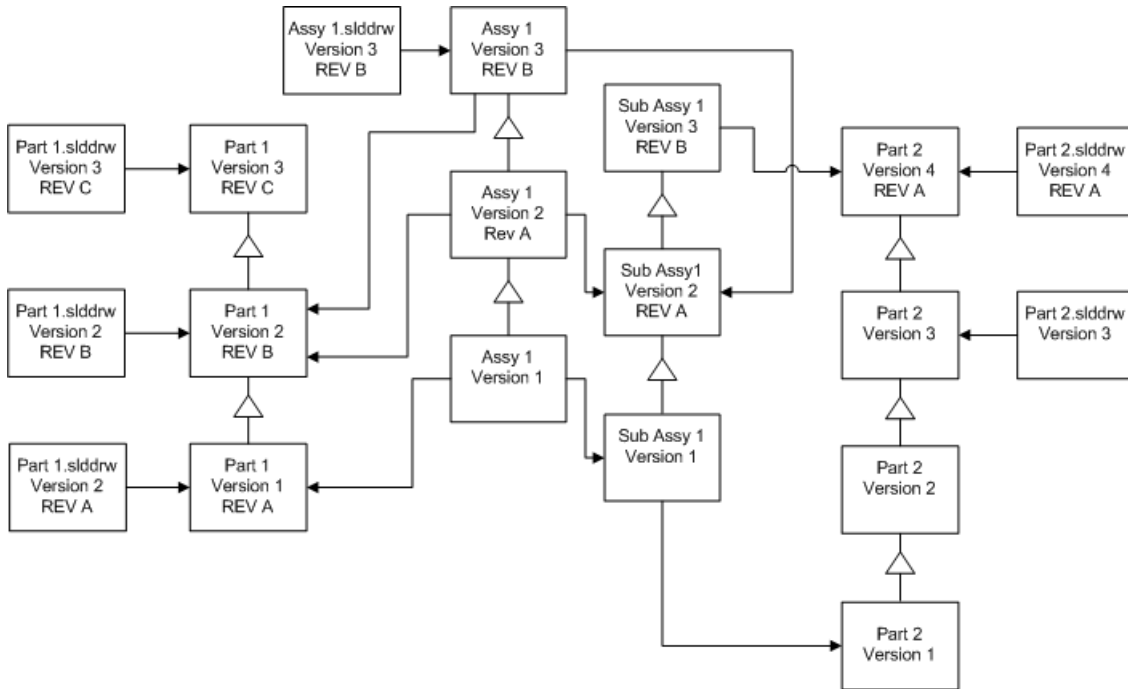 Assy 1.slddrw
Version 3
REV B
Assy 1
Version 3
REV B
Sub Assy 1
Version 3
REV B
Part 1.slddrw
Version 3
REV C
Part 1
Version 3
REV C
Part 2
Version 4
REV A
Part 2.slddrw
Version 4
REV A
Assy 1
Version 2
Rev A
Sub Assy1
Version 2
REV A
Part 1.slddrw
Version 2
REV B
Part 1
Version 2
REV B
Part 2
Version 3
Part 2.slddrw
Version 3
Assy 1
Version 1
Sub Assy 1
Version 1
Part 1.slddrw
Version 2
REV A
Part 1
Version 1
REV A
Part 2
Version 2
Part 2
Version 1